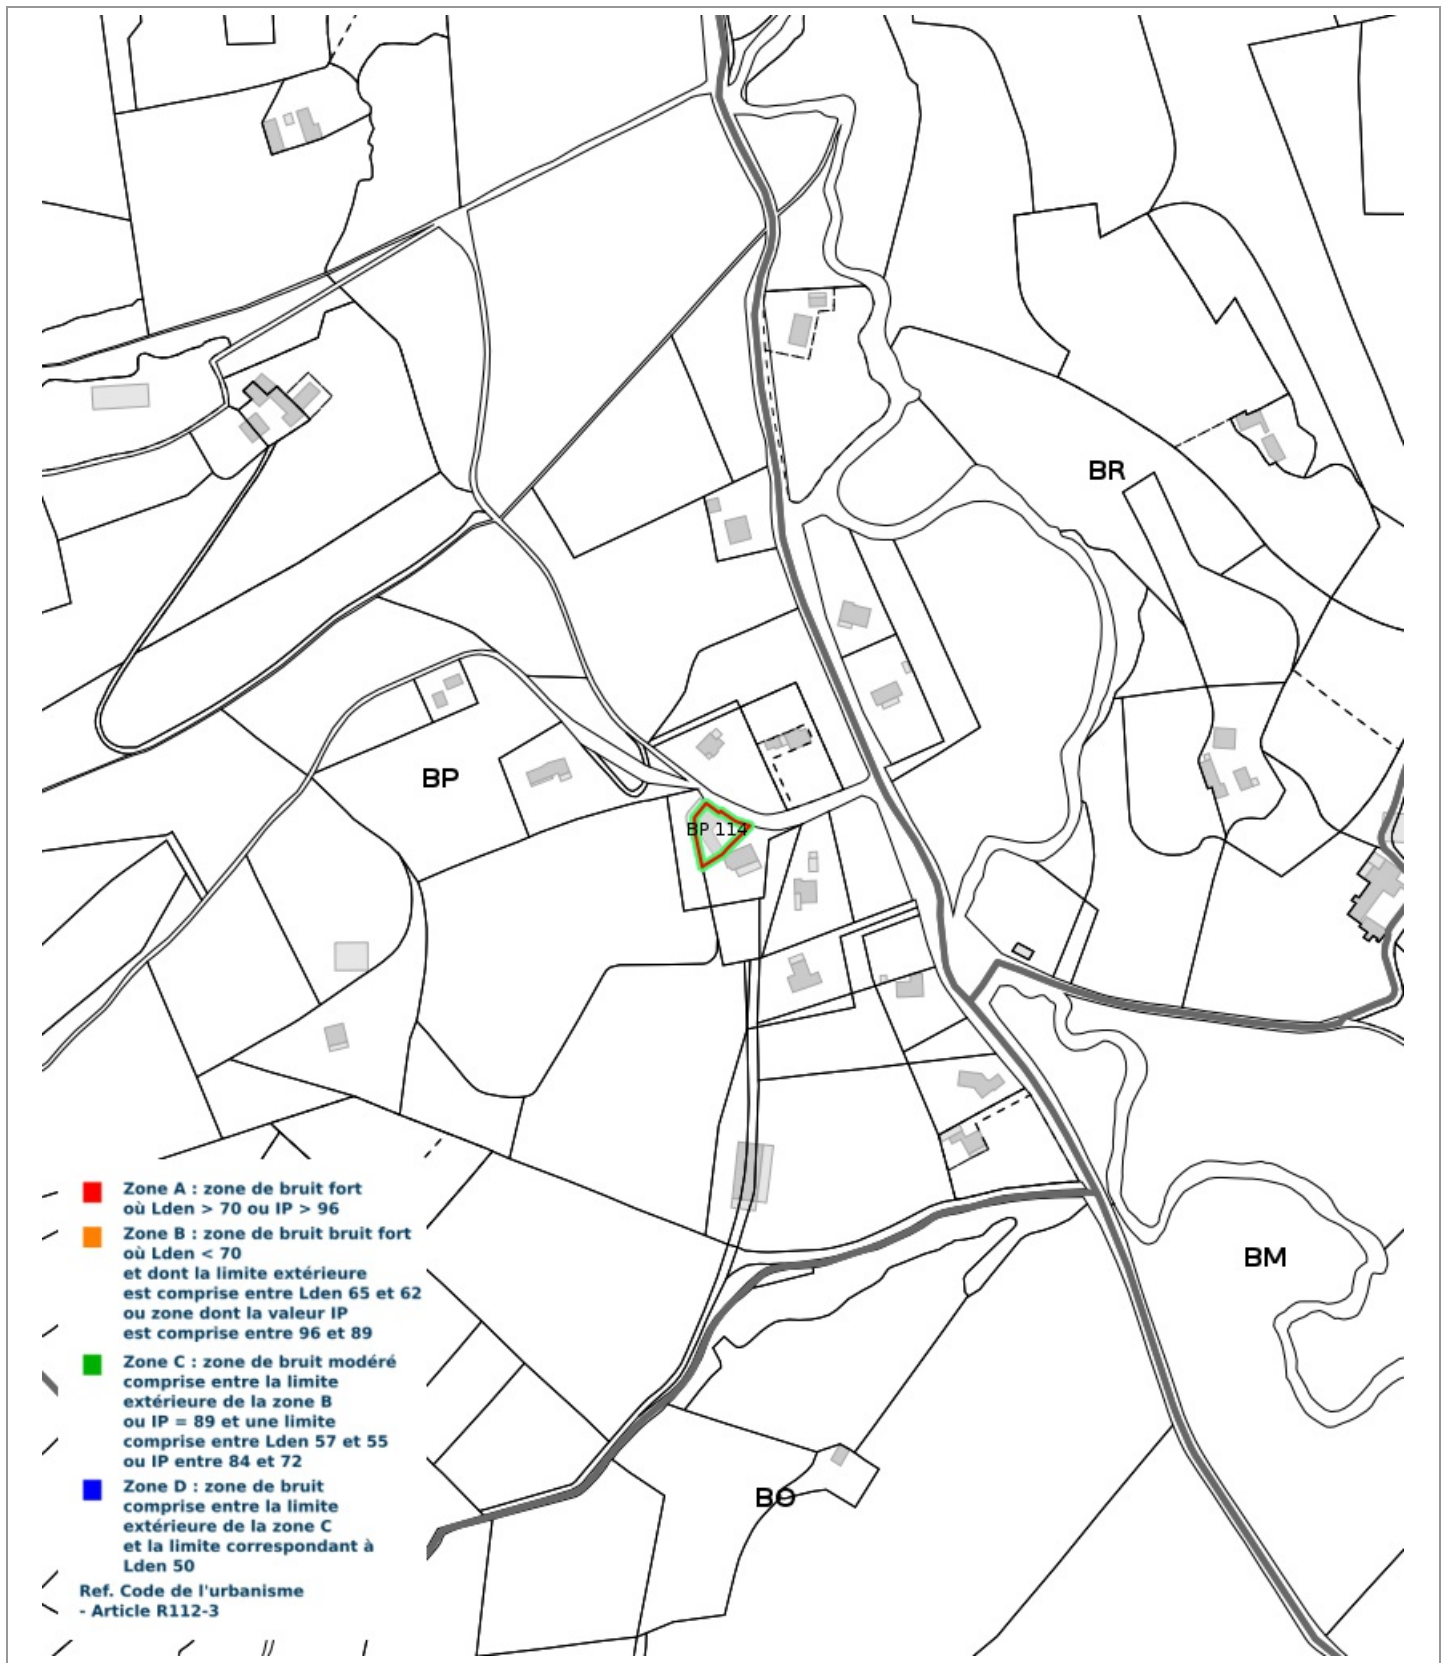 BR
BP
BP 114
Zone A : zone de bruit fort
où Lden > 70 ou IP > 96
Zone B : zone de bruit bruit fort
où Lden < 70
et dont la limite extérieure
est comprise entre Lden 65 et 62
ou zone dont la valeur IP
est comprise entre 96 et 89
BM
Zone C : zone de bruit modéré
comprise entre la limite
extérieure de la zone B
ou IP = 89 et une limite
comprise entre Lden 57 et 55
ou IP entre 84 et 72
Zone D : zone de bruit
comprise entre la limite
extérieure de la zone C
et la limite correspondant à
Lden 50
BO
Ref. Code de l'urbanisme
- Article R112-3